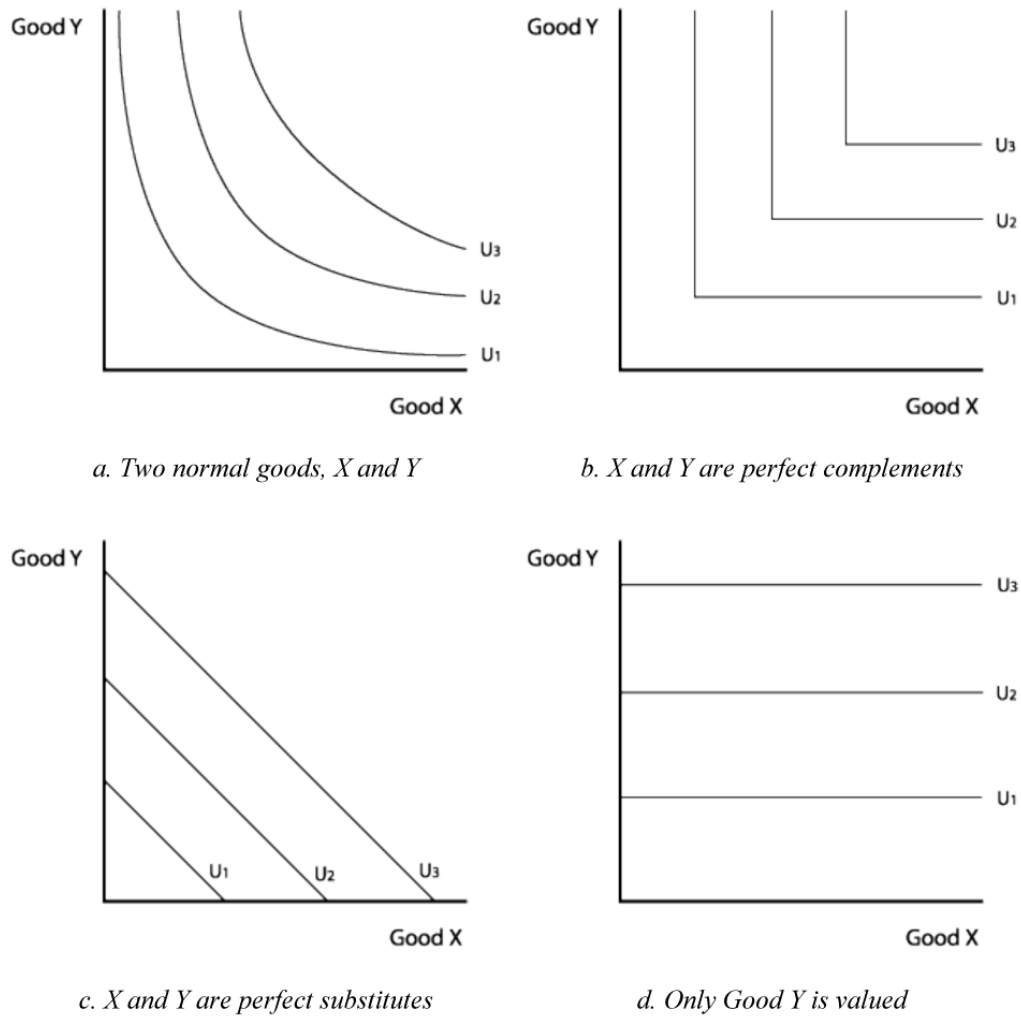 Good Y
U3
U2
U1
Good X
a. Two normal goods, X and Y
Good Y
U3
U2
U1
Good X
b. X and Y are perfect complements
Good Y
U1
U2
U3
Good X
c. X and Y are perfect substitutes
Good Y
U3
U2
U1
Good X
d. Only Good Y is valued